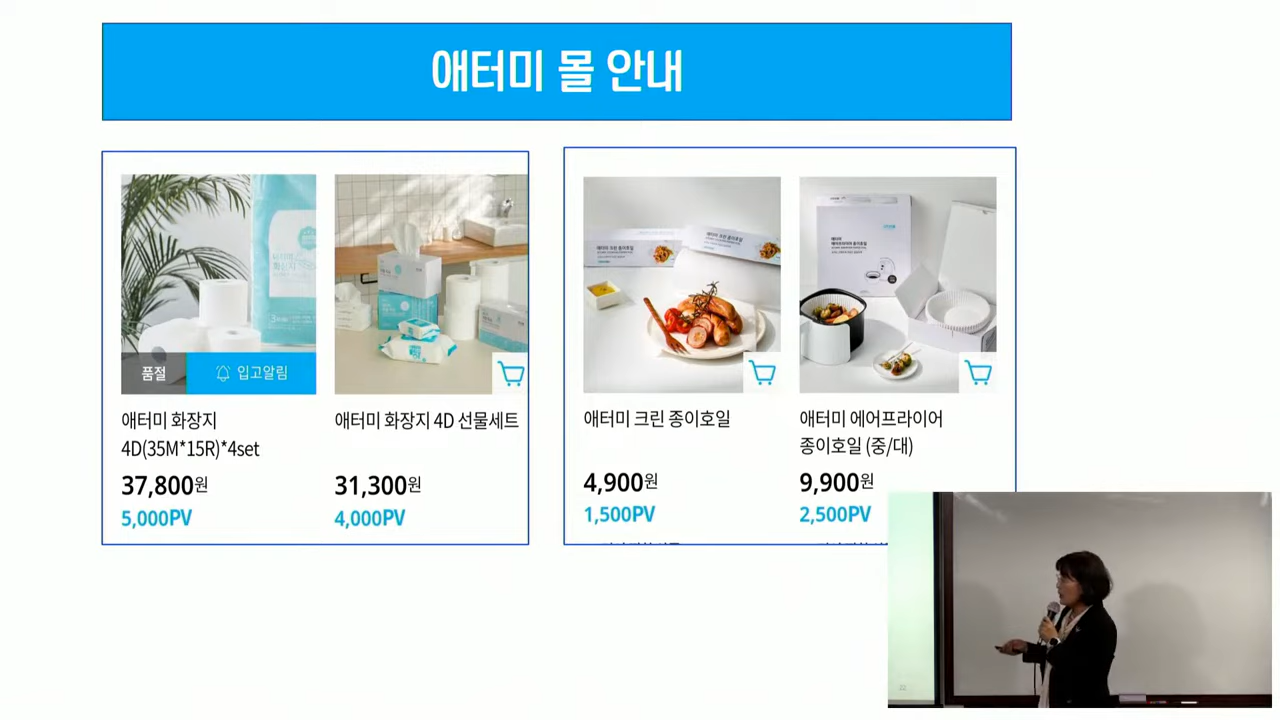 애터미 몰 안내
품절
입고알림
애터미 화장지
4D(35M*15R)*4set
37,800원
5,000PV
애터미 화장지 4D 선물세트
31,300원
4,000PV
애터미 크린 종이호일
4,900원
1,500PV
애터미 에어프라이어
종이호일 (중/대)
9,900원
2,500PV